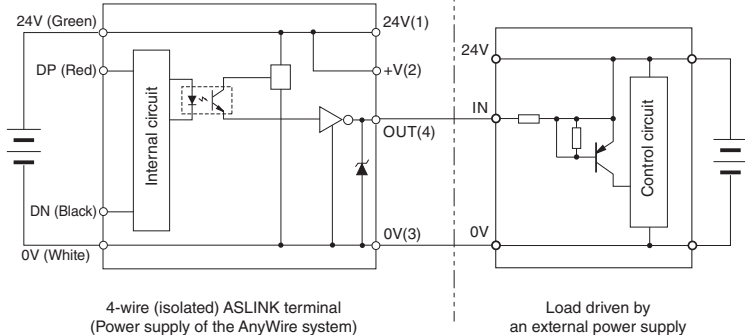 24V (Green)
24V(1)
DP (Red)
+V(2)
24V
Internal circuit
IN
Control circuit
OUT(4)
DN (Black)
0V(3)
0V
0V (White)
4-wire (isolated) ASLINK terminal
(Power supply of the AnyWire system)
Load driven by
an external power supply